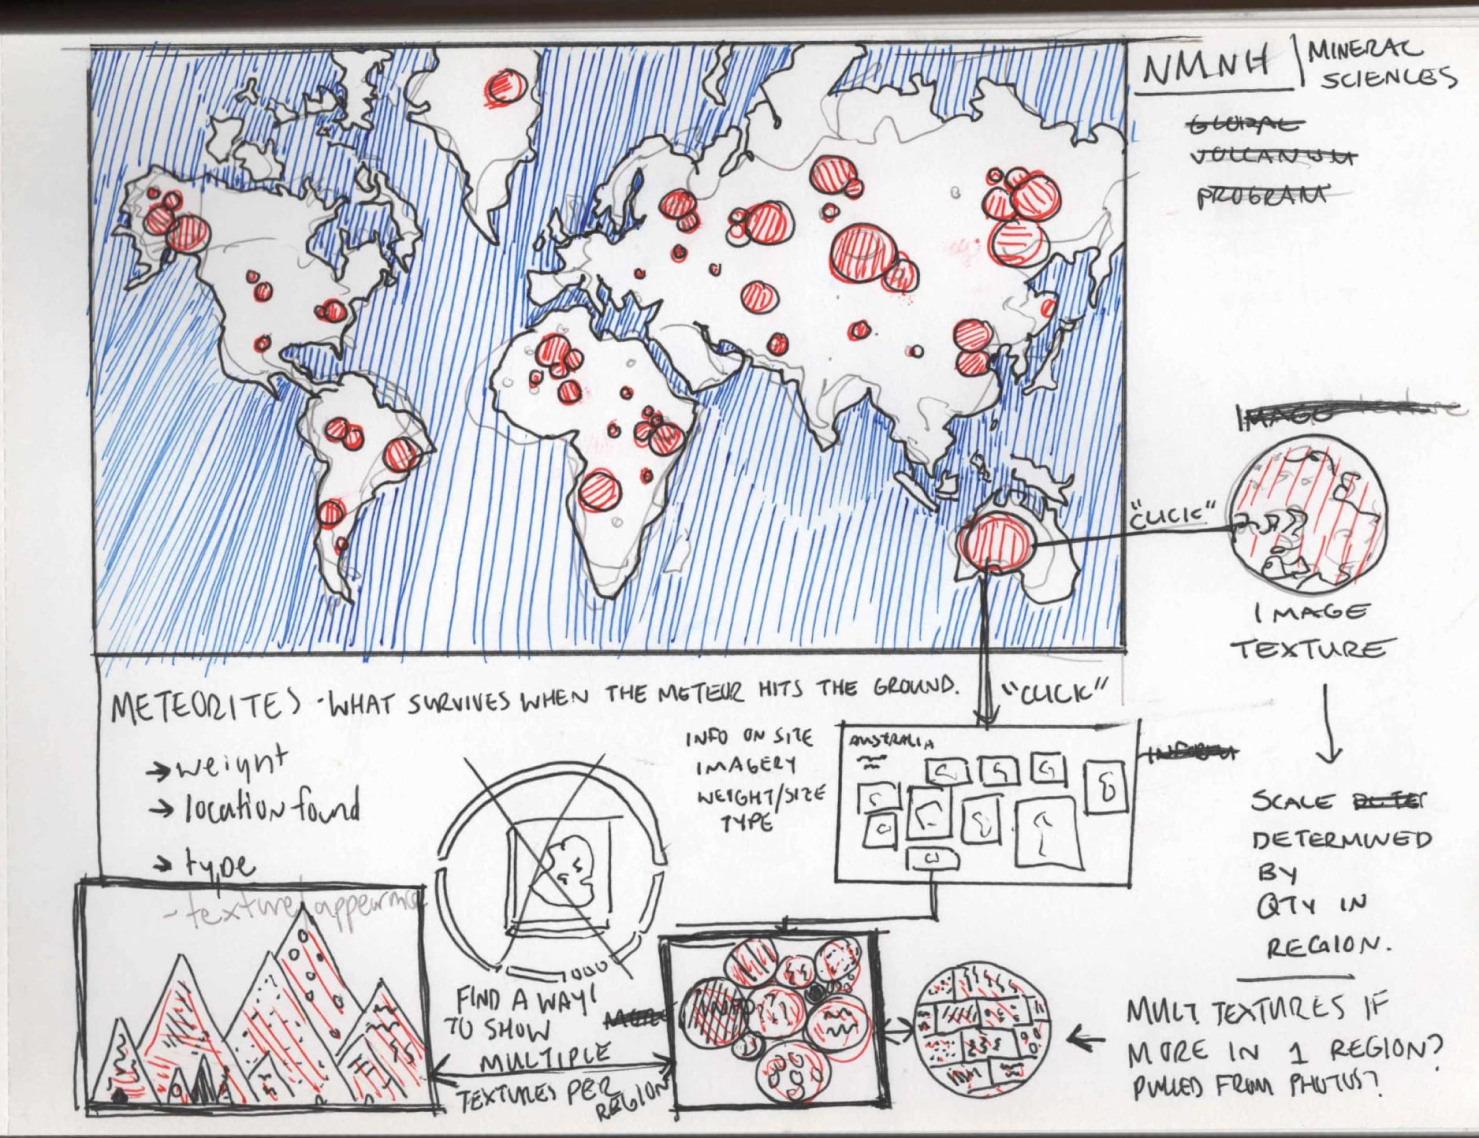 NMNH | MINERAL
SCIENCES
GLOBAL
VOLCANISM
PROGRAM
IMAGE
"CLICK"
IMAGE
TEXTURE
METEORITES - WHAT SURVIVES WHEN THE METEOR HITS THE GROUND.
"CLICK"
→ weight
→ location found
→ type
- texture, appearance
INFO ON SITE
IMAGERY
WEIGHT/SIZE
TYPE
AUSTRALIA
SCALE
DETERMINED
BY
QTY IN
REGION.
FIND A WAY!
TO SHOW
MULTIPLE
TEXTURES PER
REGION
INFO
MULT. TEXTURES IF
MORE IN 1 REGION?
PULLED FROM PHOTOS?